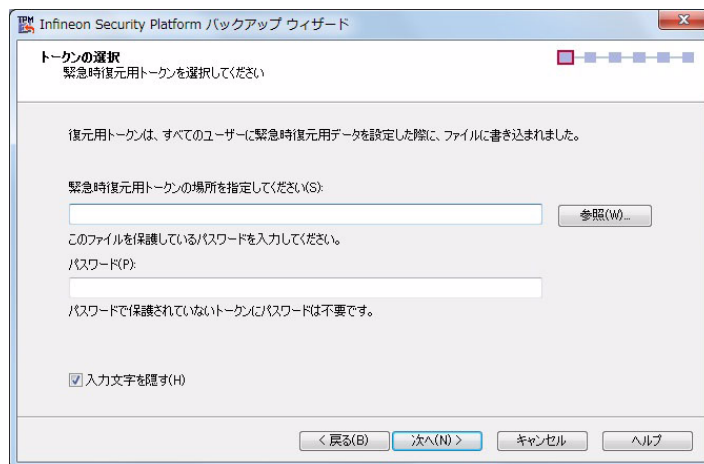 TPM
Infineon Security Platform バックアップ ウィザード
トークンの選択
緊急時復元用トークンを選択してください
復元用トークンは、すべてのユーザーに緊急時復元用データを設定した際に、ファイルに書き込まれました。
緊急時復元用トークンの場所を指定してください(S):
参照(W)...
このファイルを保護しているパスワードを入力してください。
パスワード(P):
パスワードで保護されていないトークンにパスワードは不要です。
入力文字を隠す(H)
< 戻る(B)
次へ(N) >
キャンセル
ヘルプ